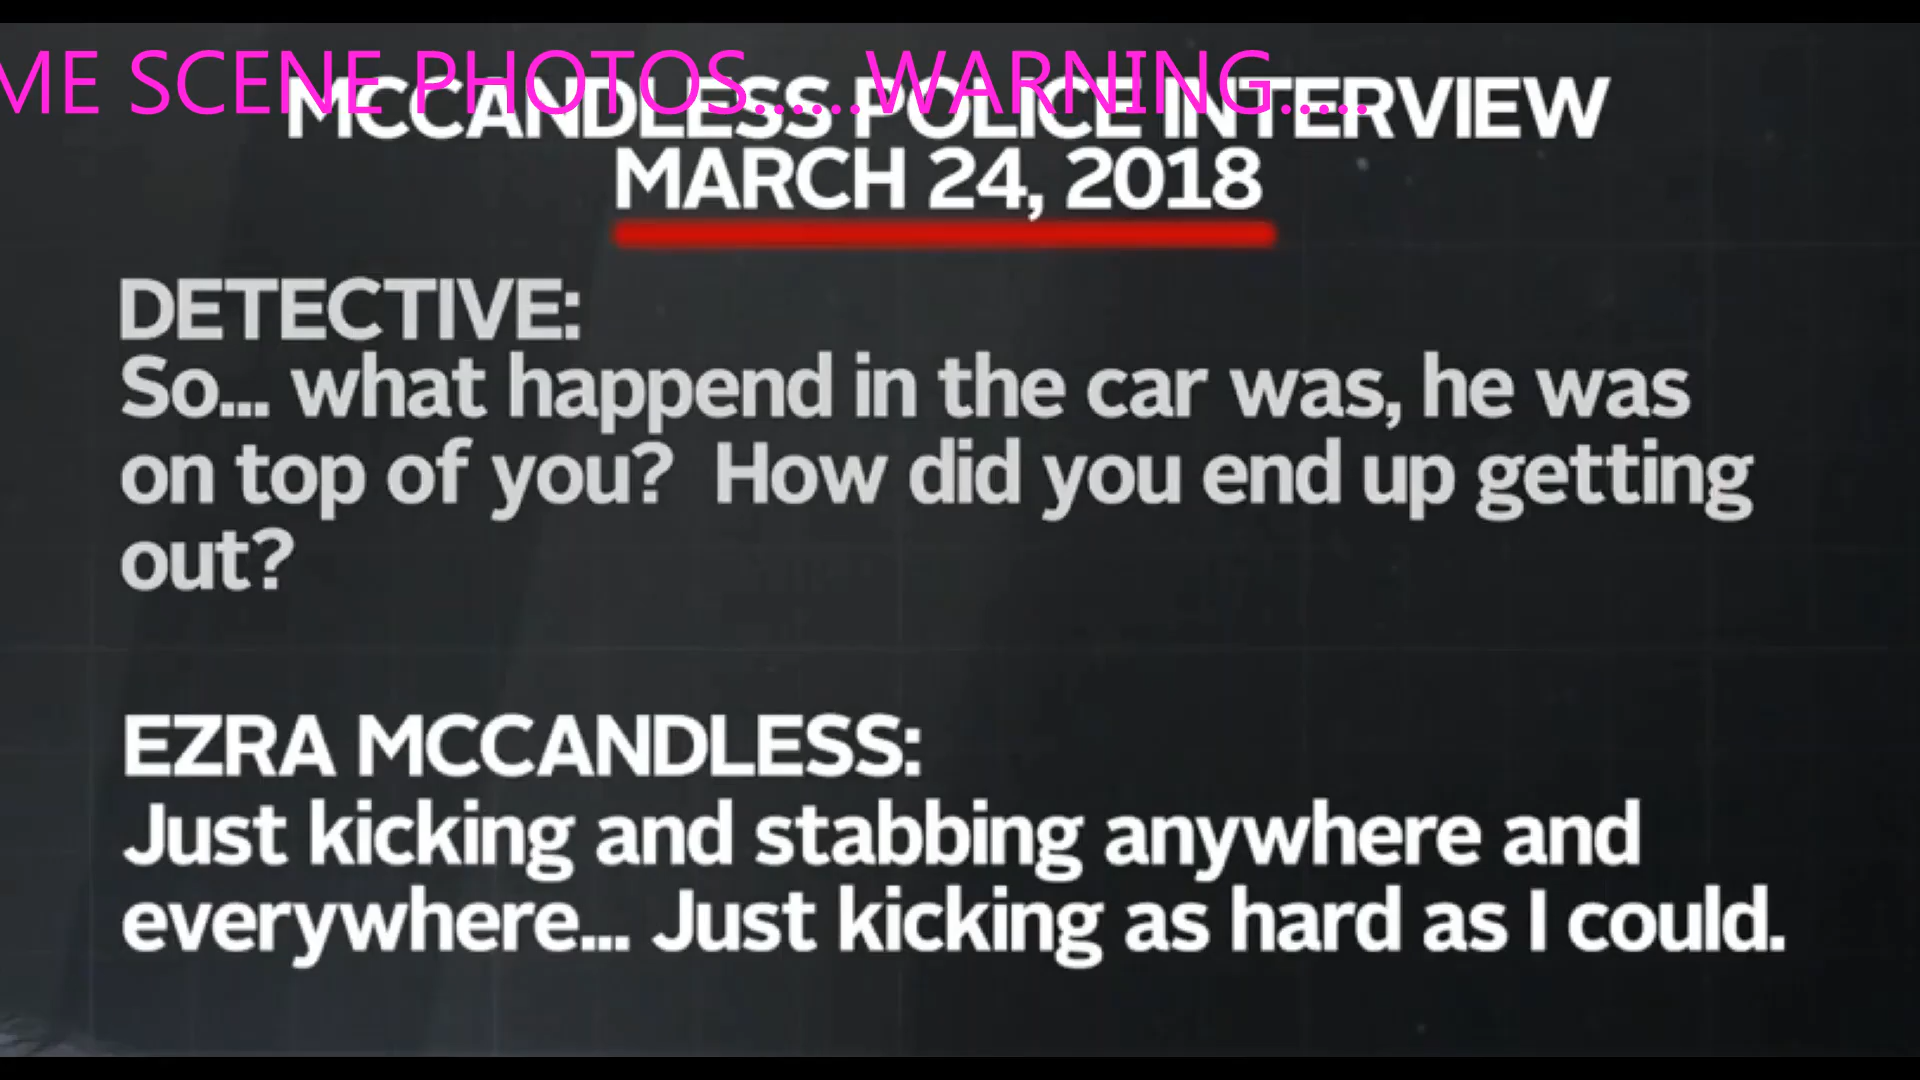 ME SCENE PHOTOS......WARNING.....
MCCANDLESS POLICE INTERVIEW
MARCH 24, 2018
DETECTIVE:
So... what happend in the car was, he was
on top of you?  How did you end up getting
out?
EZRA MCCANDLESS:
Just kicking and stabbing anywhere and
everywhere... Just kicking as hard as I could.